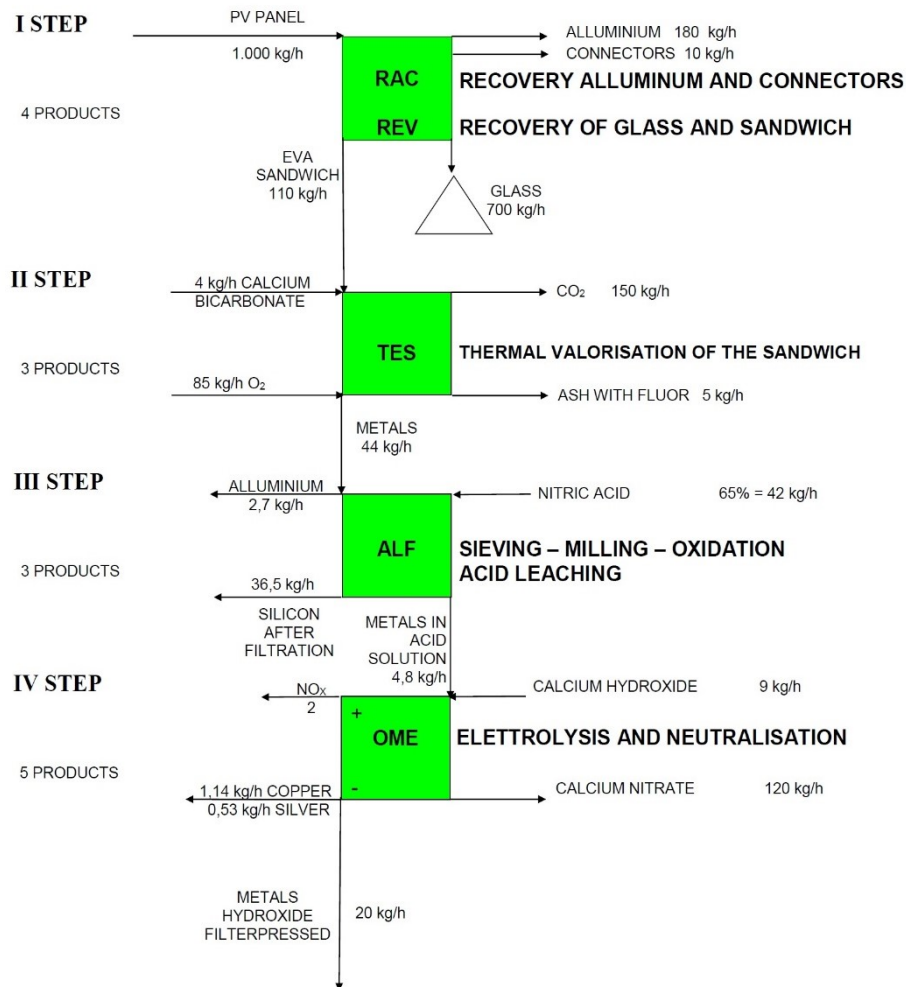 I STEP
PV PANEL
1.000 kg/h
ALLUMINIUM 180 kg/h
CONNECTORS 10 kg/h
RAC
RECOVERY ALLUMINUM AND CONNECTORS
4 PRODUCTS
REV
RECOVERY OF GLASS AND SANDWICH
EVA
SANDWICH
110 kg/h
GLASS
700 kg/h
II STEP
4 kg/h CALCIUM
BICARBONATE
CO₂ 150 kg/h
TES
THERMAL VALORISATION OF THE SANDWICH
3 PRODUCTS
85 kg/h O₂
ASH WITH FLUOR 5 kg/h
METALS
44 kg/h
III STEP
ALLUMINIUM
2,7 kg/h
NITRIC ACID 65% = 42 kg/h
ALF
SIEVING – MILLING – OXIDATION
ACID LEACHING
3 PRODUCTS
36,5 kg/h
SILICON
AFTER
FILTRATION
METALS IN
ACID
SOLUTION
4,8 kg/h
IV STEP
NOₓ
2
CALCIUM HYDROXIDE 9 kg/h
+
OME
ELETTROLYSIS AND NEUTRALISATION
5 PRODUCTS
-
1,14 kg/h COPPER
0,53 kg/h SILVER
CALCIUM NITRATE 120 kg/h
METALS
HYDROXIDE
FILTERPRESSED
20 kg/h